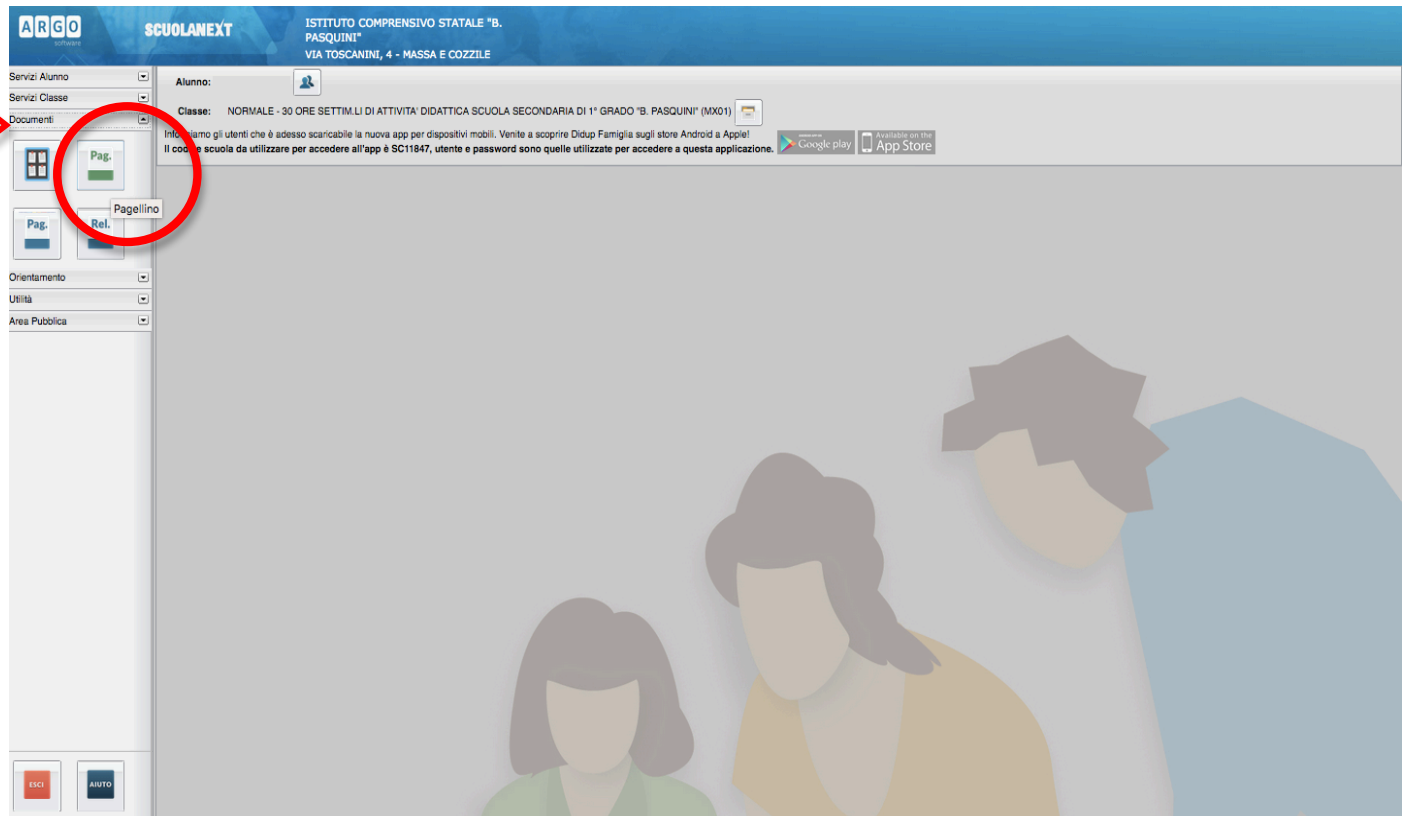 ARGO
software
SCUOLANEXT
ISTITUTO COMPRENSIVO STATALE "B.
PASQUINI"
VIA TOSCANINI, 4 - MASSA E COZZILE
Servizi Alunno
Servizi Classe
Documenti
Pag.
Pagellino
Pag.
Rel.
Orientamento
Utilità
Area Pubblica
ESCI
AIUTO
Alunno:
Classe: NORMALE - 30 ORE SETTIM.LI DI ATTIVITA' DIDATTICA SCUOLA SECONDARIA DI 1° GRADO "B. PASQUINI" (MX01)
Informiamo gli utenti che è adesso scaricabile la nuova app per dispositivi mobili. Venite a scoprire Didup Famiglia sugli store Android a Apple!
Il codice scuola da utilizzare per accedere all'app è SC11847, utente e password sono quelle utilizzate per accedere a questa applicazione.
Google play
Available on the
App Store